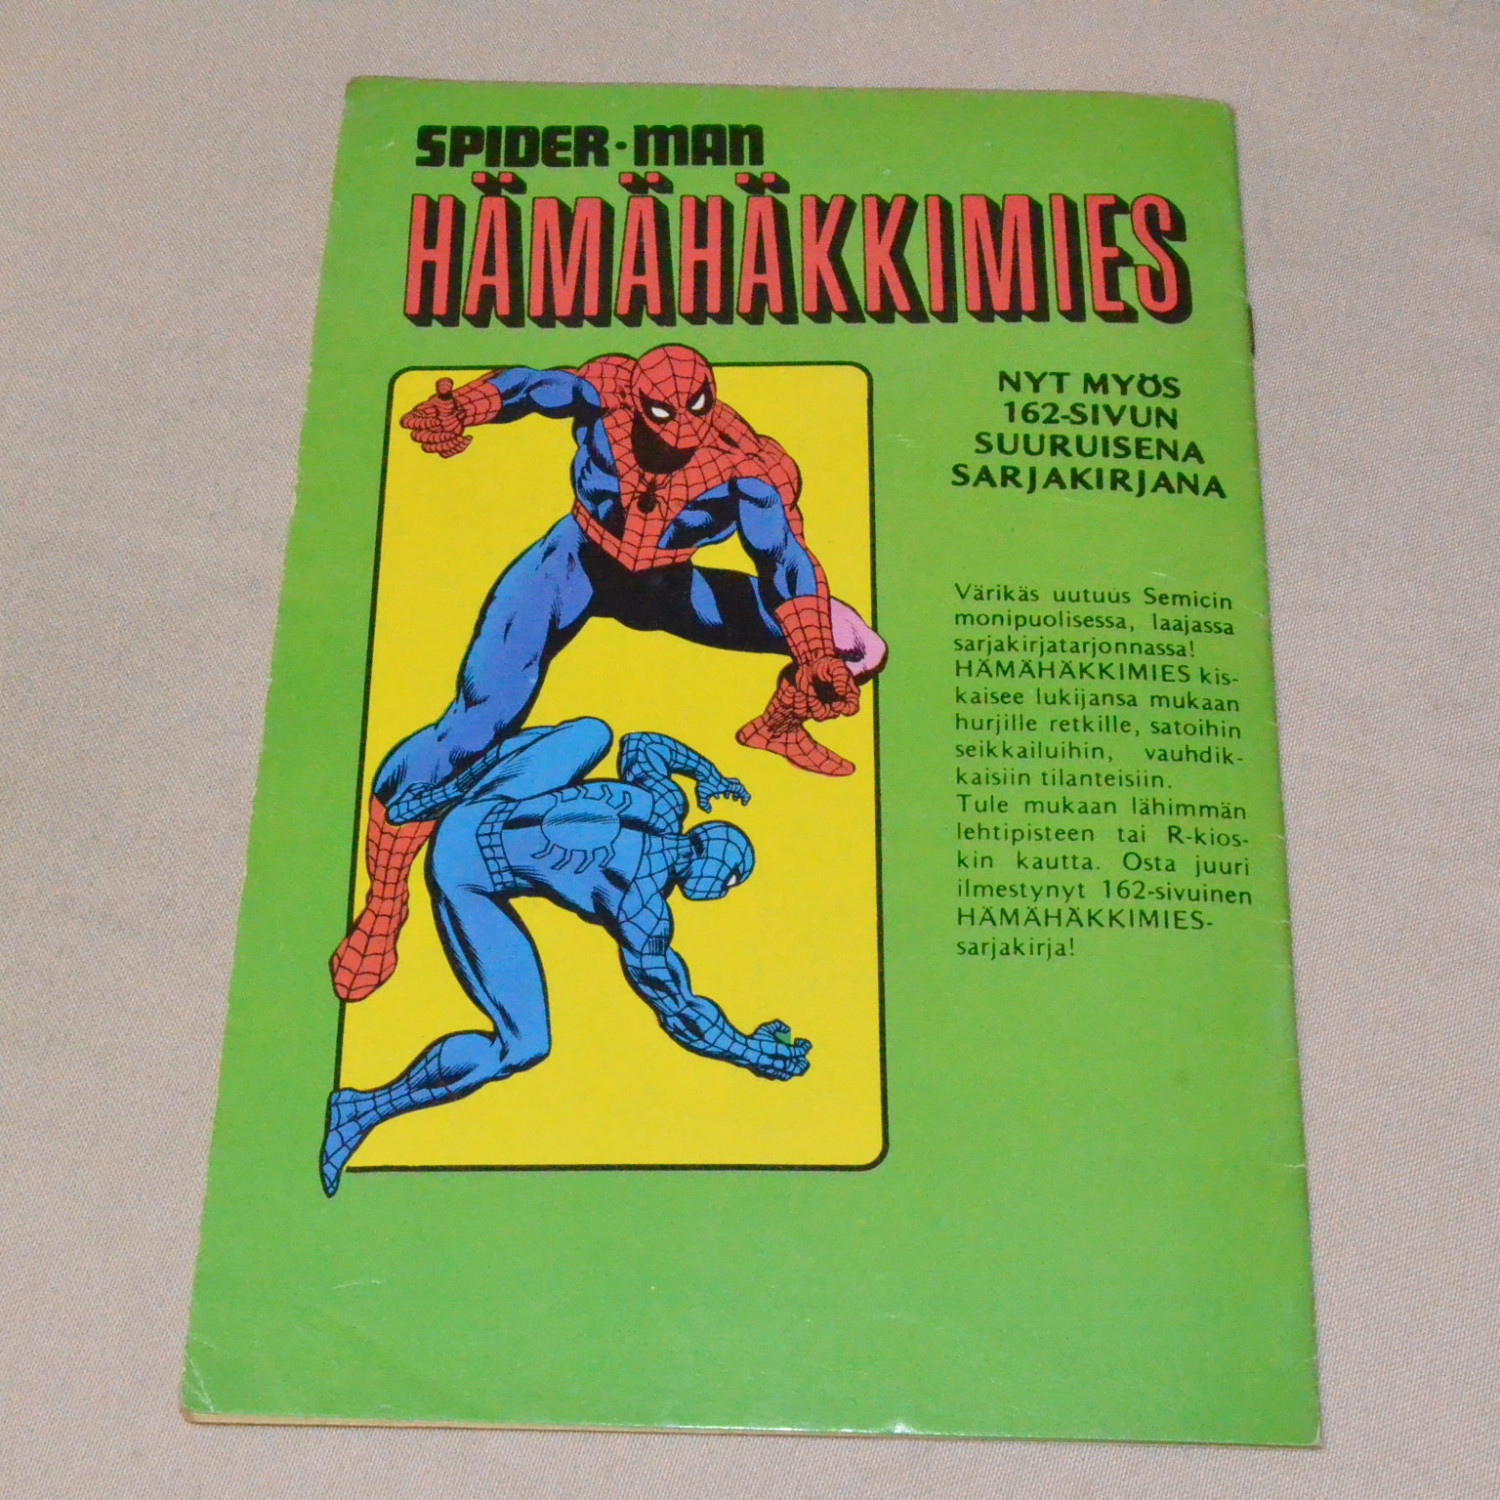 SPIDER-MAN
HÄMÄHÄKKIMIES
NYT MYÖS
162-SIVUN
SUURUISENA
SARJAKIRJANA
Värikäs uutuus Semicin
monipuolisessa, laajassa
sarjakirjatarjonnassa!
HÄMÄHÄKKIMIES kis-
kaisee lukijansa mukaan
hurjille retkille, satoihin
seikkailuihin, vauhdik-
kaisiin tilanteisiin.
Tule mukaan lähimmän
lehtipisteen tai R-kios-
kin kautta. Osta juuri
ilmestynyt 162-sivuinen
HÄMÄHÄKKIMIES-
sarjakirja!